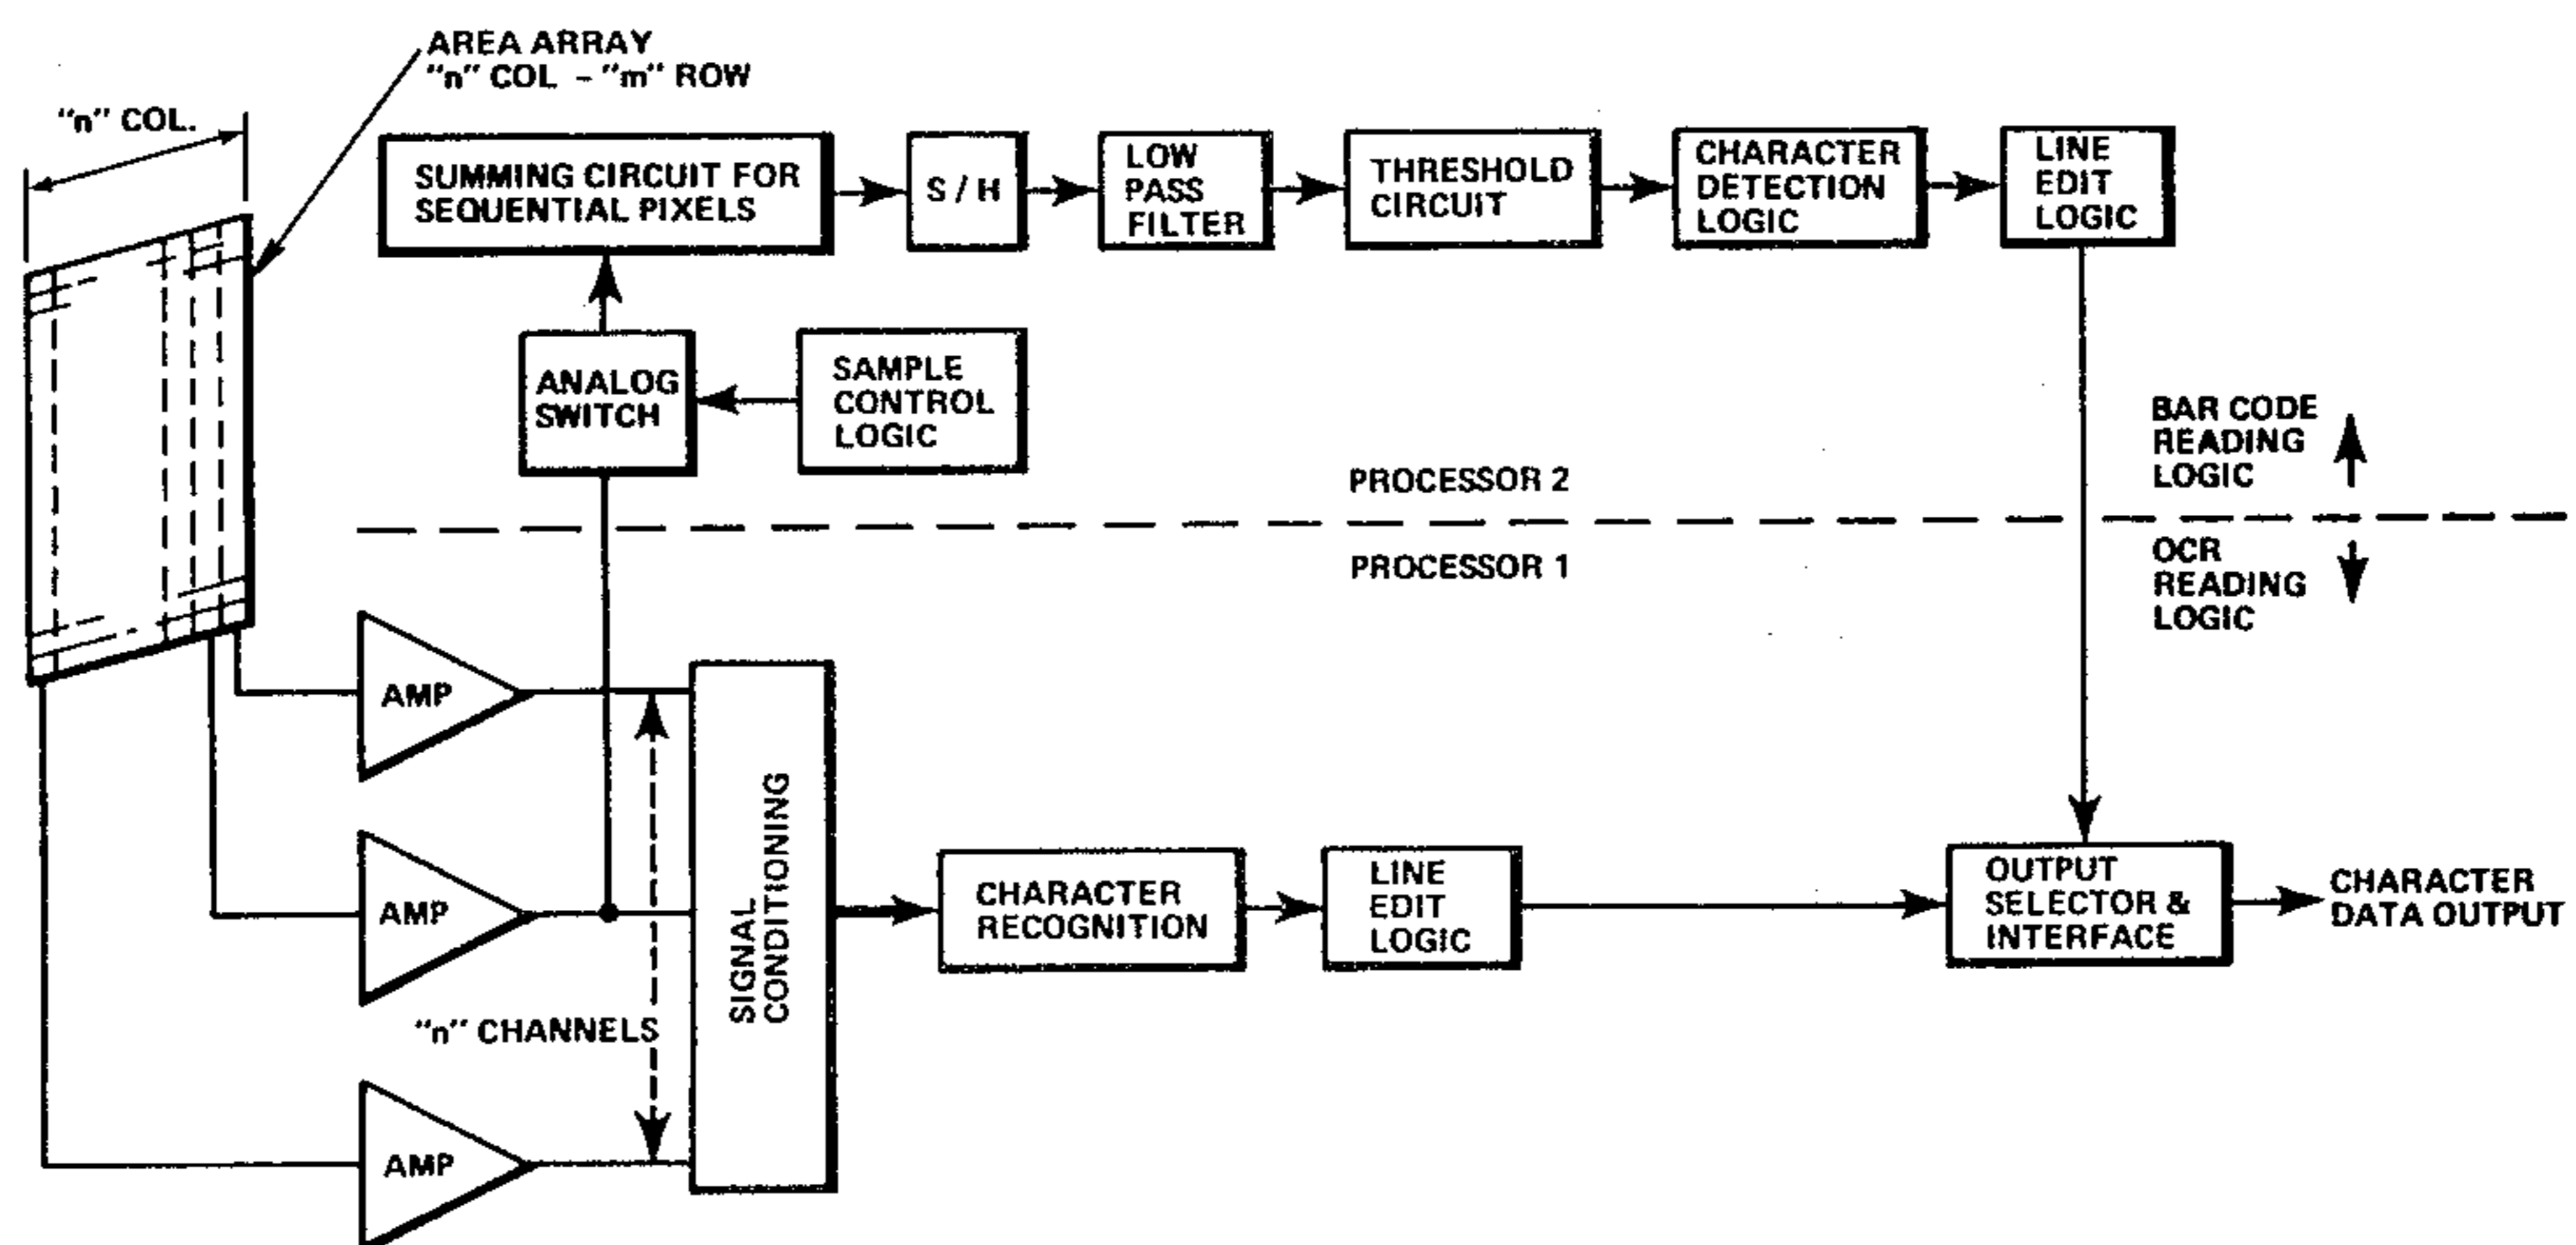 AREA ARRAY
"n" COL – "m" ROW
"n" COL.
SUMMING CIRCUIT FOR
SEQUENTIAL PIXELS
S / H
LOW
PASS
FILTER
THRESHOLD
CIRCUIT
CHARACTER
DETECTION
LOGIC
LINE
EDIT
LOGIC
ANALOG
SWITCH
SAMPLE
CONTROL
LOGIC
BAR CODE
READING
LOGIC
PROCESSOR 2
PROCESSOR 1
OCR
READING
LOGIC
AMP
AMP
AMP
"n" CHANNELS
SIGNAL
CONDITIONING
CHARACTER
RECOGNITION
LINE
EDIT
LOGIC
OUTPUT
SELECTOR &
INTERFACE
CHARACTER
DATA OUTPUT